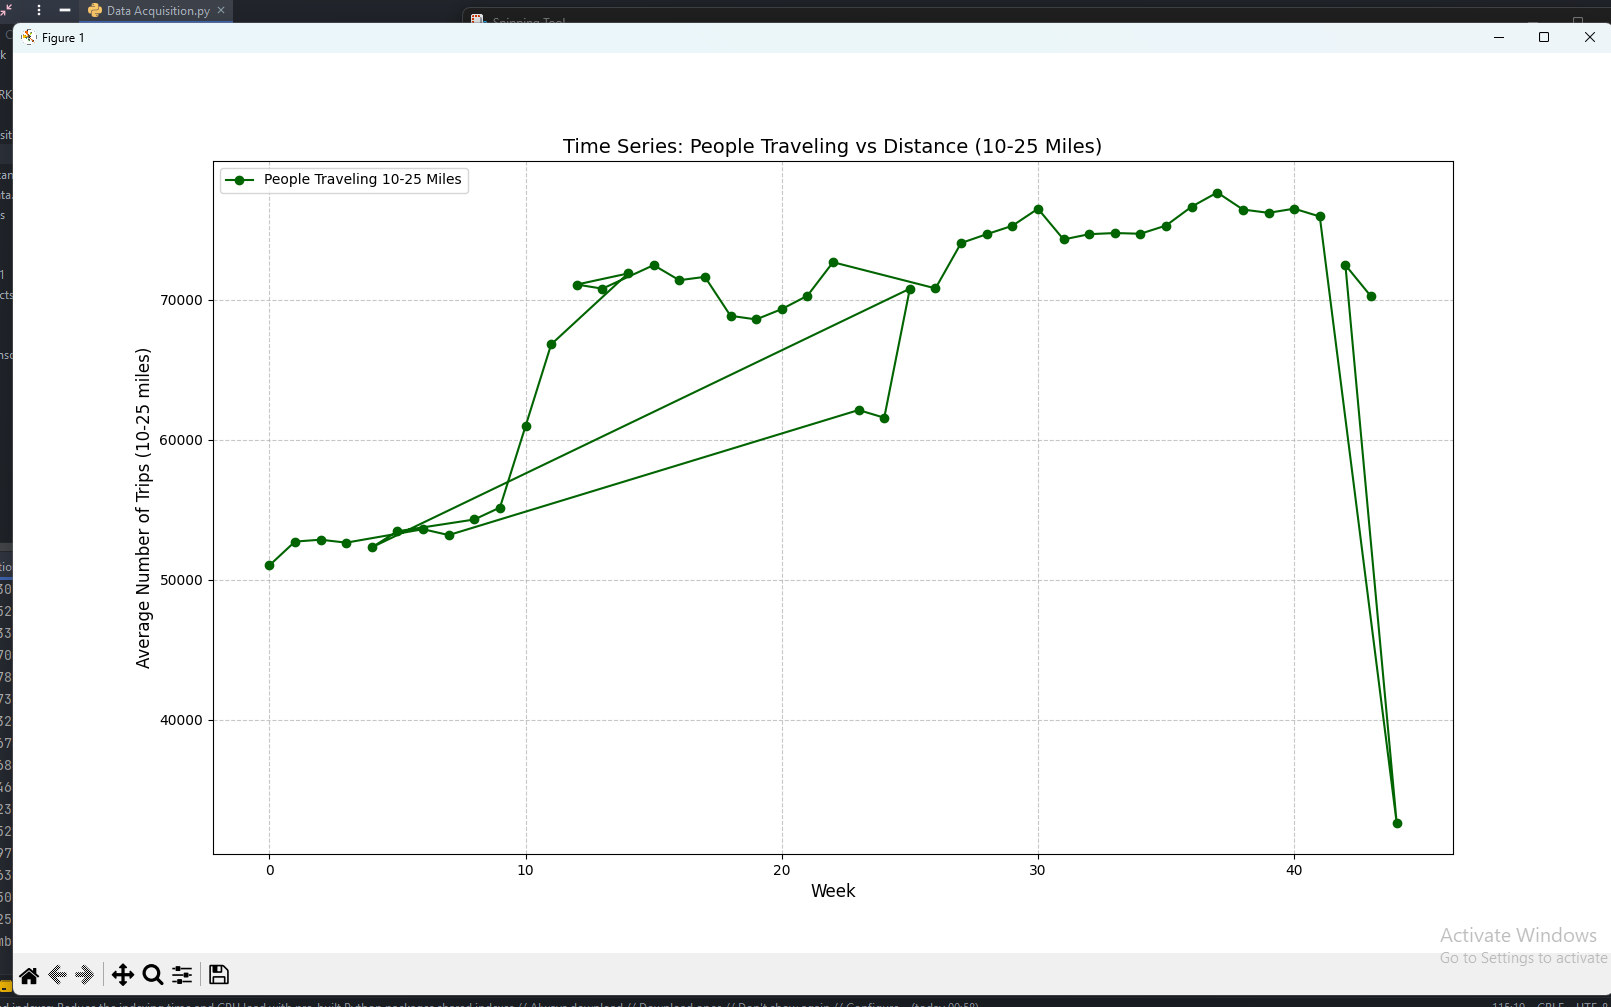 Data Acquisition.py
Snipping Tool
Figure 1
Time Series: People Traveling vs Distance (10-25 Miles)
People Traveling 10-25 Miles
Average Number of Trips (10-25 miles)
70000
60000
50000
40000
0 10 20 30 40
Week
Activate Windows
Go to Settings to activate